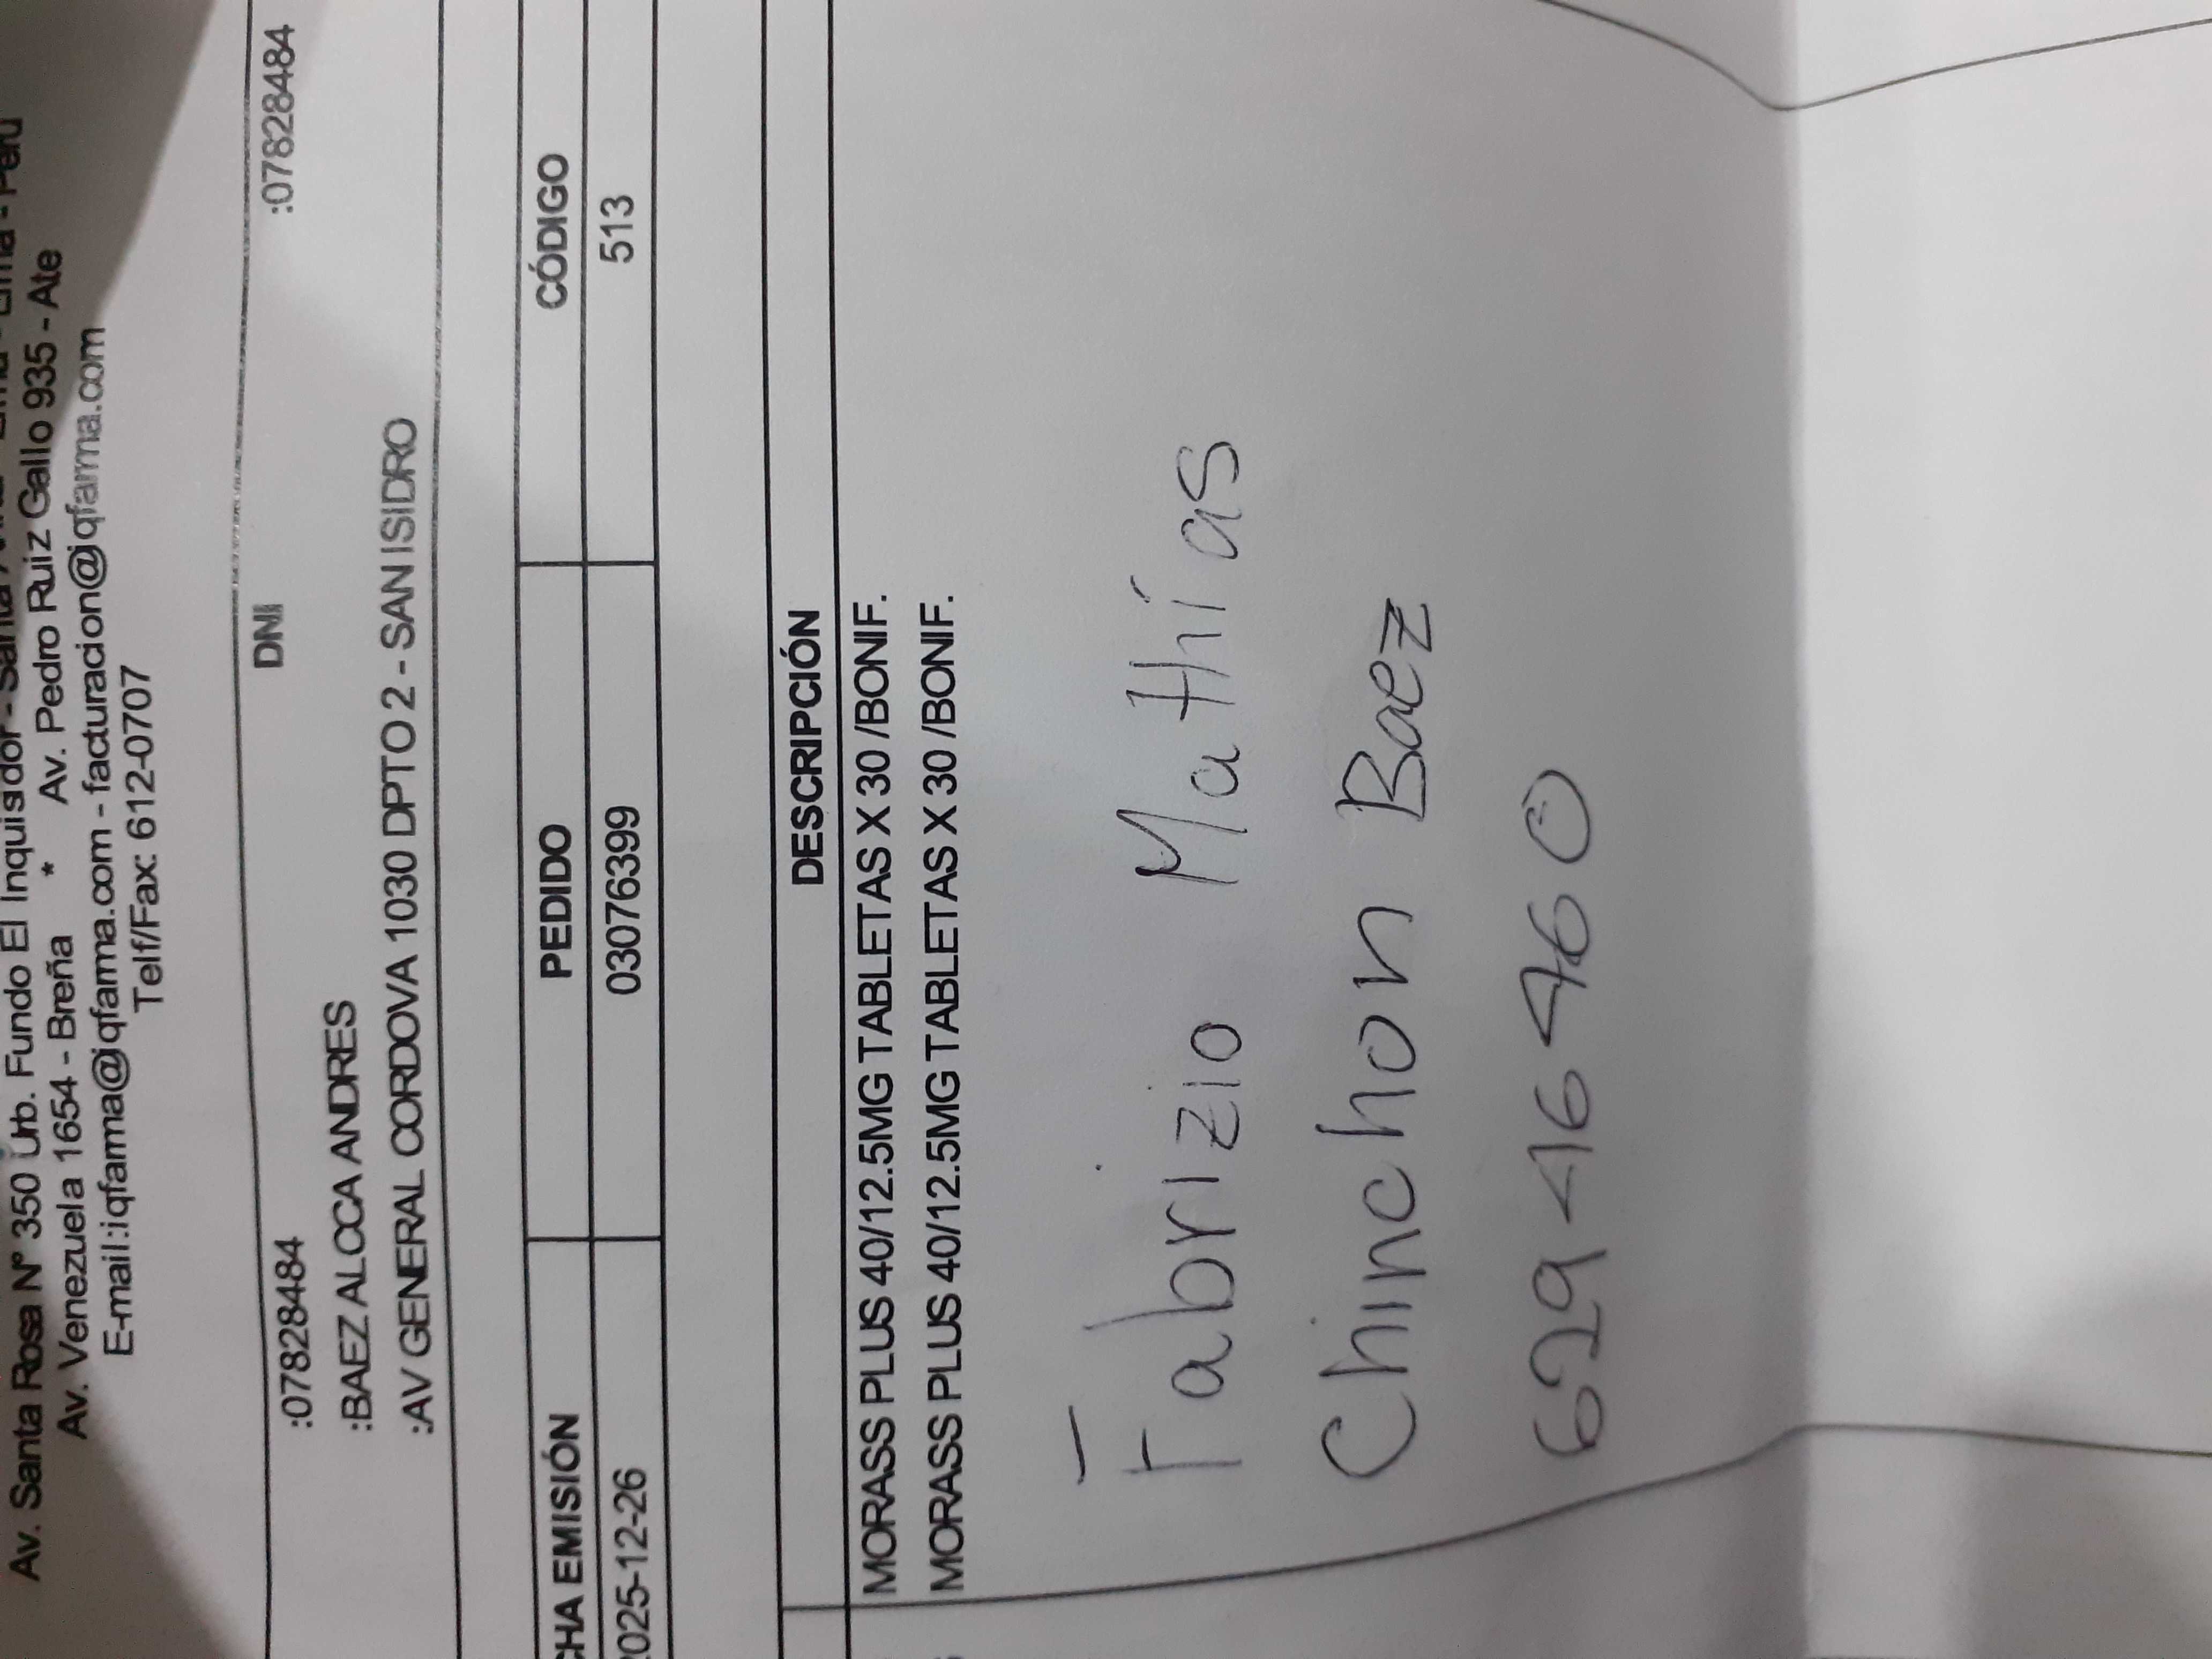 Av. Santa Rosa Nº 350 Urb. Fundo El Inquisidor - Santa
Av. Venezuela 1654 - Breña * Av. Pedro Ruiz Gallo 935 - Ate
E-mail:iqfarma@iqfarma.com - facturacion@iqfarma.com
Telf/Fax: 612-0707
:07828484 DNI :07828484
:BAEZ ALCCA ANDRES
:AV GENERAL CORDOVA 1030 DPTO 2 - SAN ISIDRO
CHA EMISIÓN PEDIDO CÓDIGO
2025-12-26 03076399 513
DESCRIPCIÓN
MORASS PLUS 40/12.5MG TABLETAS X 30 /BONIF.
MORASS PLUS 40/12.5MG TABLETAS X 30 /BONIF.
Fabrizio Mathías
Chinchon Baez
62946460